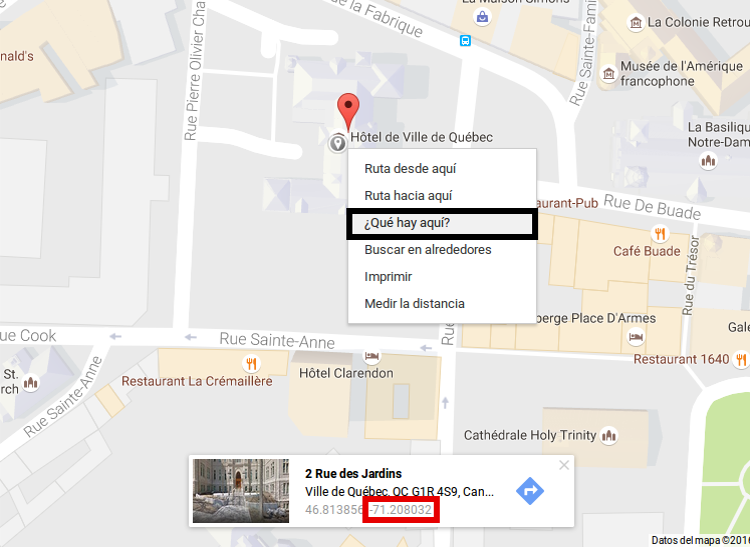 La Maison Simons
de la Fabrique
La Colonie Retrou
Rue Sainte-Fami
onald's
Rue Pierre Olivier Cha
Musée de l'Amérique
francophone
La Basiliqu
Notre-Dam
Hôtel de Ville de Québec
Ruta desde aquí
Ruta hacia aquí
¿Qué hay aquí?
Buscar en alrededores
Imprimir
Medir la distancia
aurant-Pub
Rue De Buade
Café Buade
Rue du Trésor
berge Place D'Armes
ue Cook
Rue Sainte-Anne
Rue
Gale
Restaurant 1640
St.
rch
Rue Sainte-Anne
Restaurant La Crémaillère
Hôtel Clarendon
Cathédrale Holy Trinity
2 Rue des Jardins
Ville de Québec, QC G1R 4S9, Can...
46.813856, -71.208032
Datos del mapa ©2016